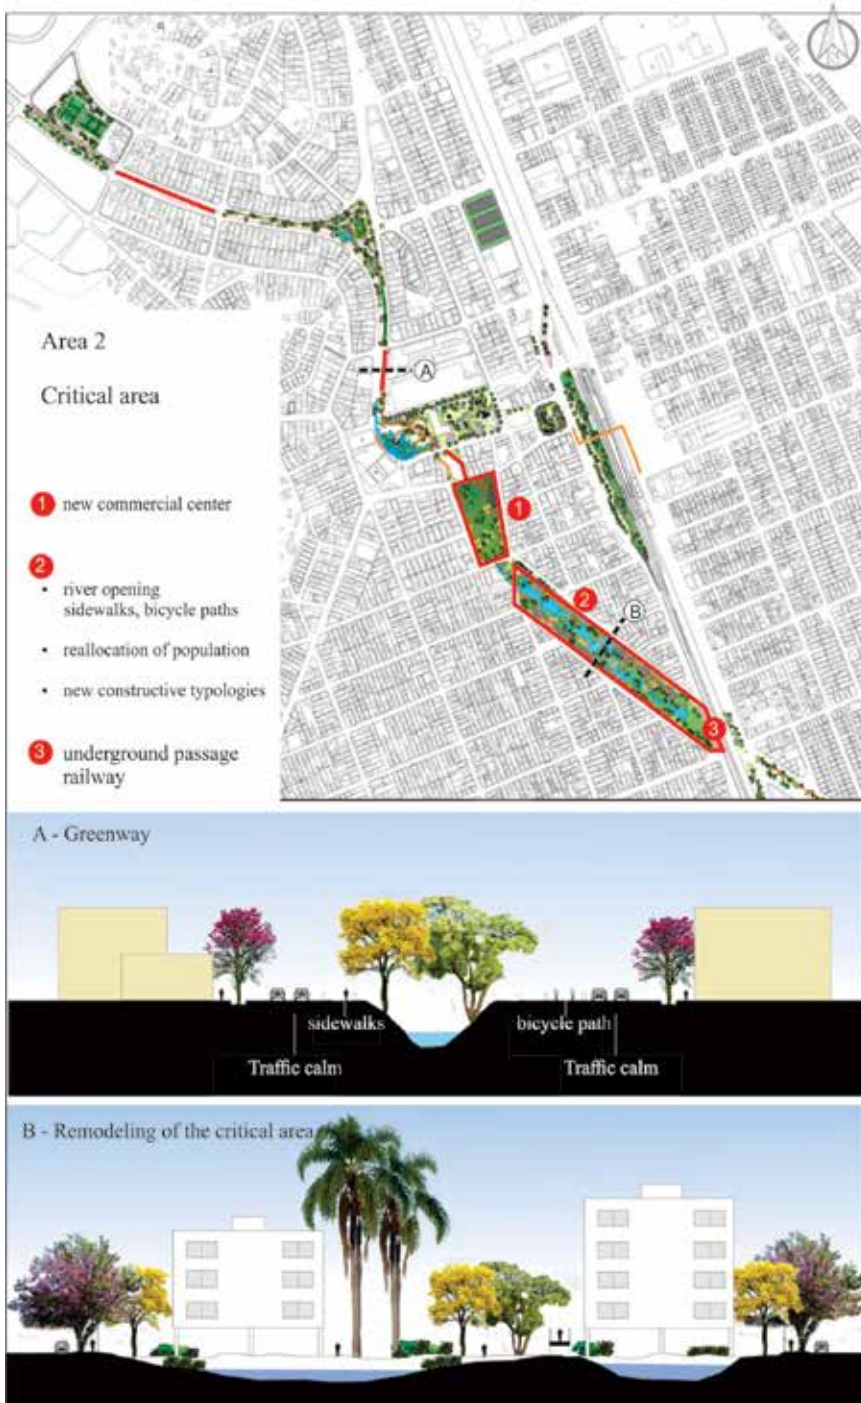 Area 2
Critical area
1 new commercial center
2
• river opening
sidewalks, bicycle paths
• reallocation of population
• new constructive typologies
3 underground passage
railway
A
1
2
B
3
A - Greenway
sidewalks
bicycle path
Traffic calm
Traffic calm
B - Remodeling of the critical area